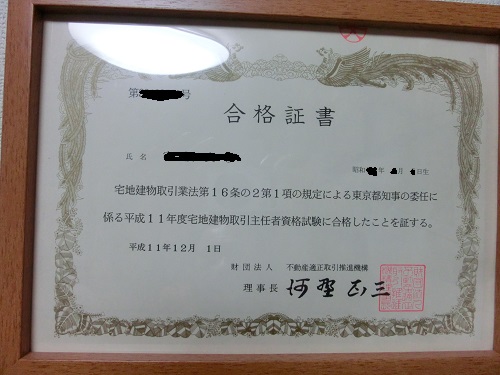 第 号
合格証書
氏名
昭和 年 月 日生
宅地建物取引業法第16条の2第1項の規定による東京都知事の委任に
係る平成11年度宅地建物取引主任者資格試験に合格したことを証する。
平成11年12月 1日
財団法人 不動産適正取引推進機構
理事長 河野正三